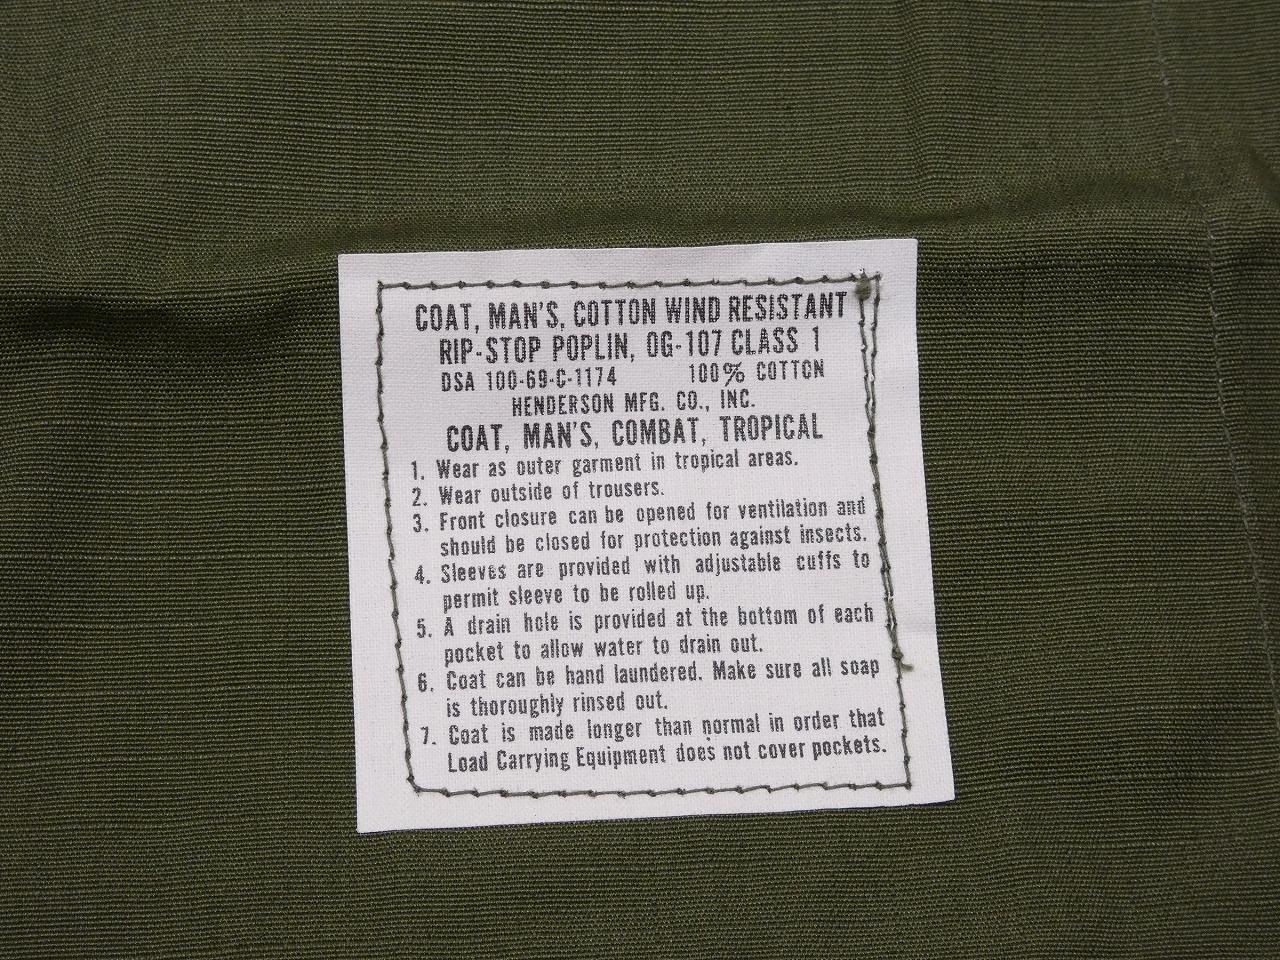 COAT, MAN'S, COTTON WIND RESISTANT
RIP-STOP POPLIN, OG-107 CLASS 1
DSA 100-69-C-1174 100% COTTON
HENDERSON MFG. CO., INC.
COAT, MAN'S, COMBAT, TROPICAL
1. Wear as outer garment in tropical areas.
2. Wear outside of trousers.
3. Front closure can be opened for ventilation and
should be closed for protection against insects.
4. Sleeves are provided with adjustable cuffs to
permit sleeve to be rolled up.
5. A drain hole is provided at the bottom of each
pocket to allow water to drain out.
6. Coat can be hand laundered. Make sure all soap
is thoroughly rinsed out.
7. Coat is made longer than normal in order that
Load Carrying Equipment does not cover pockets.